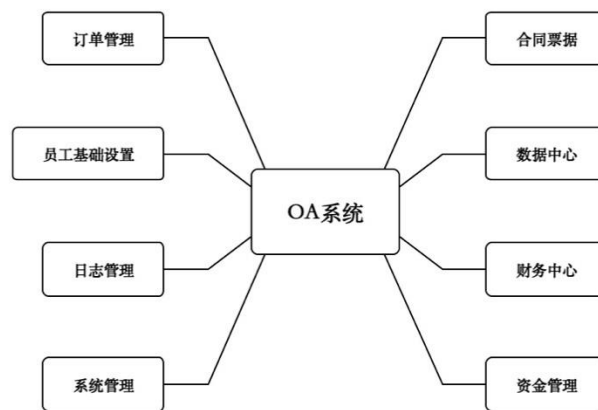 订单管理
员工基础设置
日志管理
系统管理
OA系统
合同票据
数据中心
财务中心
资金管理